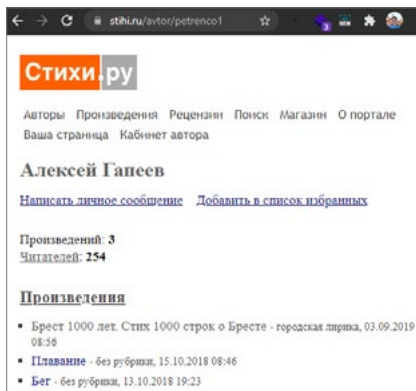 stihi.ru/avtor/petrenco1
3
NEW
Стихи.ру
Авторы Произведения Рецензии Поиск Магазин О портале
Ваша страница Кабинет автора
Алексей Гапеев
Написать личное сообщение Добавить в список избранных
Произведений: 3
Читателей: 254
Произведения
Брест 1000 лет. Стих 1000 строк о Бресте - городская лирика, 03.09.2019
08:56
Плавание - без рубрики, 15.10.2018 08:46
Бег - без рубрики, 13.10.2018 19:23